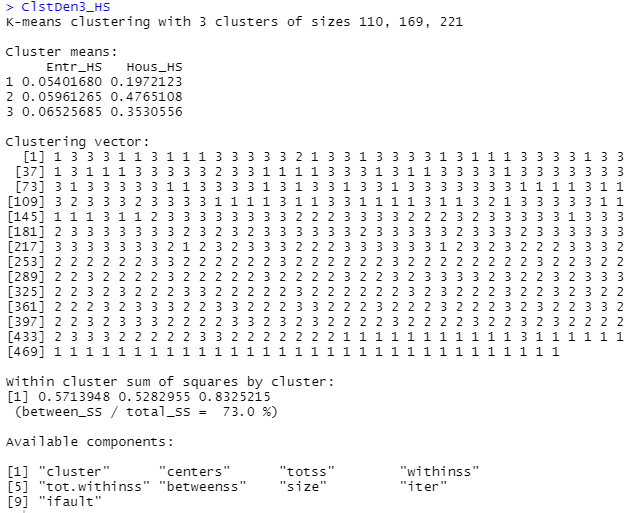 > ClstDen3_HS
K-means clustering with 3 clusters of sizes 110, 169, 221
Cluster means:
Entr_HS Hous_HS
1 0.05401680 0.1972123
2 0.05961265 0.4765108
3 0.06525685 0.3530556
Clustering vector:
[1] 1 3 3 3 1 1 3 1 1 1 3 3 3 3 3 2 1 3 3 1 3 3 3 3 1 3 1 1 1 3 3 3 3 1 3 3
[37] 1 3 1 1 1 3 3 3 3 3 2 3 3 1 1 1 1 3 3 3 1 3 1 1 3 3 3 3 1 3 3 3 3 3 3 3
[73] 3 1 3 3 3 3 3 1 1 3 3 3 3 1 3 1 3 3 1 3 3 1 3 3 3 3 3 3 3 1 1 1 1 3 1 1
[109] 3 2 3 3 3 2 3 3 3 3 1 1 1 1 3 1 1 3 3 1 1 1 1 3 1 1 3 2 1 3 3 3 3 3 1 1
[145] 1 1 1 3 1 1 2 3 3 3 3 3 3 3 3 2 2 2 3 3 3 3 2 2 2 3 2 3 3 3 3 3 1 3 3 3
[181] 2 3 3 3 3 3 3 3 2 3 2 3 3 2 3 3 3 3 3 2 3 3 3 3 2 3 3 2 3 2 3 3 3 3 3 3
[217] 3 3 3 3 3 3 3 2 1 2 3 2 3 3 3 2 2 2 3 3 3 3 3 3 1 2 3 2 3 2 2 2 3 3 3 2
[253] 2 2 2 2 2 3 3 2 2 2 2 2 2 2 2 2 3 2 2 2 3 2 2 2 2 2 2 2 2 2 2 2 3 2 2 3
[289] 2 2 3 2 2 2 2 3 2 2 2 2 3 2 2 2 2 3 2 2 3 2 3 3 3 3 2 3 2 2 3 2 2 3 3 3
[325] 2 2 3 2 2 2 2 3 3 2 2 2 2 2 3 2 2 2 2 2 3 2 2 2 3 2 2 2 3 2 2 3 2 3 2 2
[361] 2 2 2 3 2 3 3 3 2 2 3 2 2 3 2 2 2 3 2 2 2 3 2 2 3 2 2 2 3 2 3 2 2 3 2 2
[397] 2 2 3 2 3 3 3 2 2 2 2 3 3 2 3 2 2 2 3 2 2 2 2 3 2 2 2 3 2 3 2 3 2 2 2 2
[433] 2 3 3 3 2 2 2 2 2 3 3 2 2 2 2 2 2 1 1 1 1 1 1 1 1 1 1 1 3 1 1 1 1 1 1 1
[469] 1 1 1 1 1 1 1 1 1 1 1 1 1 1 1 1 1 1 1 1 1 1 1 1 1 1 1 1 1 1 1 1
Within cluster sum of squares by cluster:
[1] 0.5713948 0.5282955 0.8325215
(between_SS / total_SS = 73.0 %)
Available components:
[1] "cluster" "centers" "totss" "withinss"
[5] "tot.withinss" "betweenss" "size" "iter"
[9] "ifault"